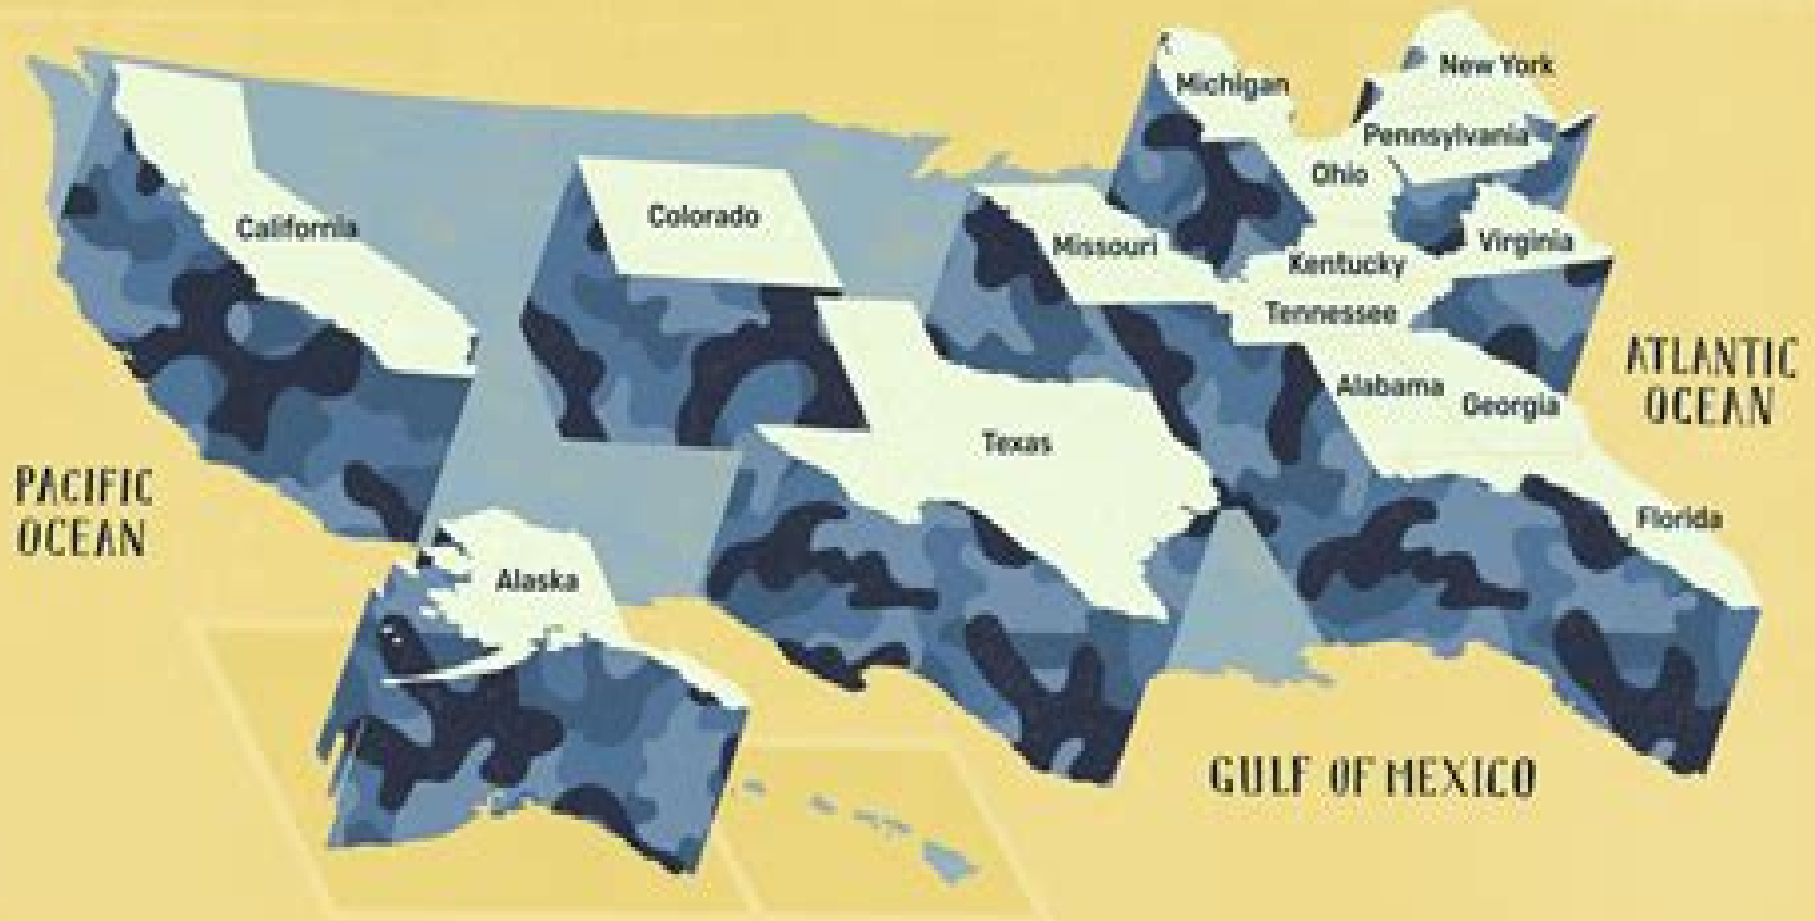 New York
Michigan
Pennsylvania
Ohio
Colorado
California
Missouri
Virginia
Kentucky
Tennessee
ATLANTIC
OCEAN
Alabama
Georgia
Texas
PACIFIC
OCEAN
Florida
Alaska
GULF OF MEXICO